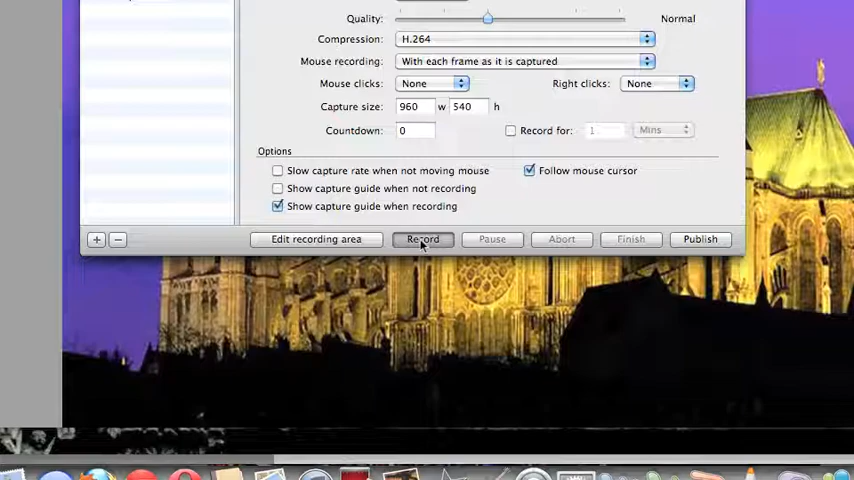 Quality: Normal
Compression: H.264
Mouse recording: With each frame as it is captured
Mouse clicks: None Right clicks: None
Capture size: 960 w 540 h
Countdown: 0 Record for: 1 Mins
Options
Slow capture rate when not moving mouse Follow mouse cursor
Show capture guide when not recording
Show capture guide when recording
+ − Edit recording area Record Pause Abort Finish Publish